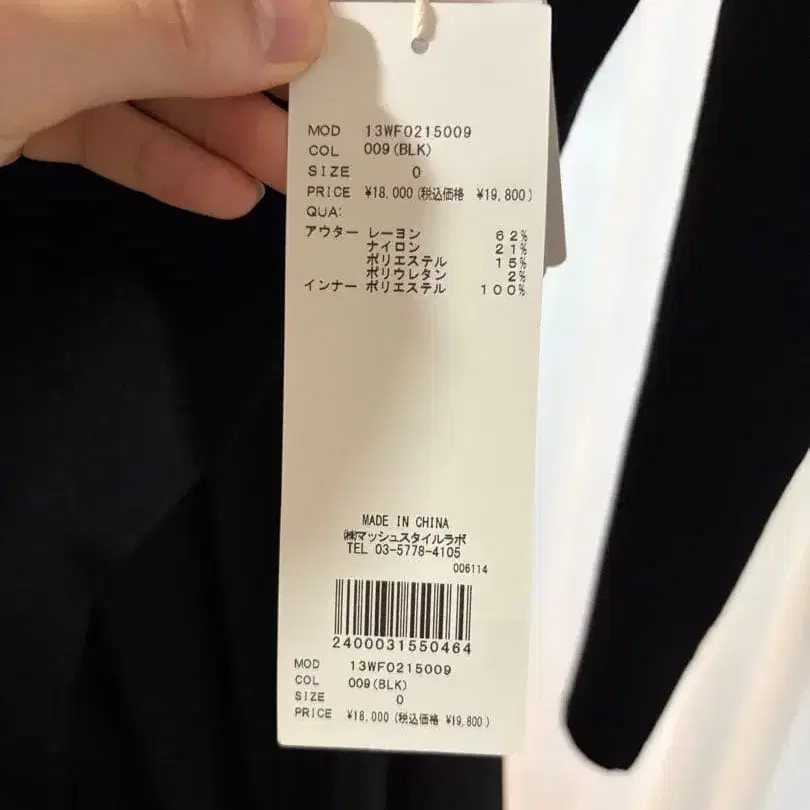 MOD 13WF0215009
COL 009(BLK)
SIZE 0
PRICE ¥18,000(税込価格 ¥19,800)
QUA:
アウター レーヨン 62%
ナイロン 21%
ポリエステル 15%
ポリウレタン 2%
インナー ポリエステル 100%
MADE IN CHINA
㈱マッシュスタイルラボ
TEL 03-5778-4105
006114
2400031550464
MOD 13WF0215009
COL 009(BLK)
SIZE 0
PRICE ¥18,000(税込価格 ¥19,800)